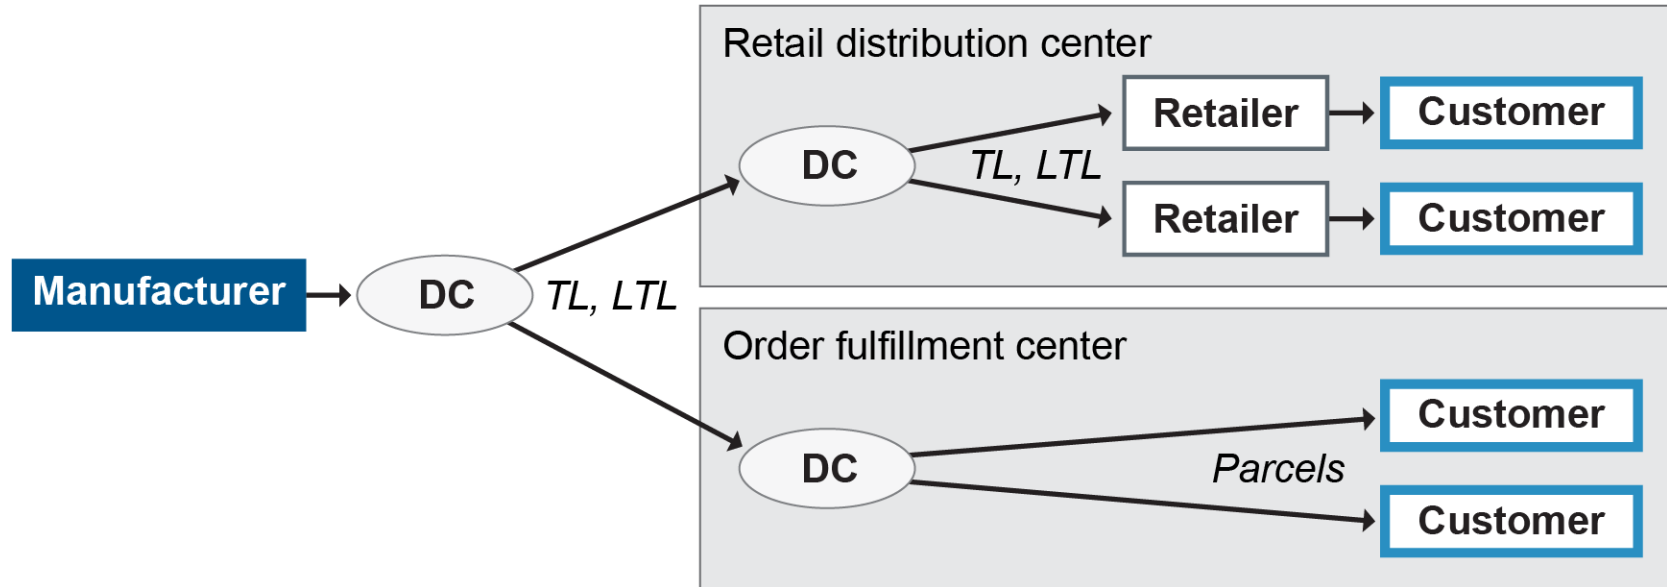 Retail distribution center
Retailer
Customer
DC
TL, LTL
Retailer
Customer
Manufacturer
DC
TL, LTL
Order fulfillment center
Customer
DC
Parcels
Customer